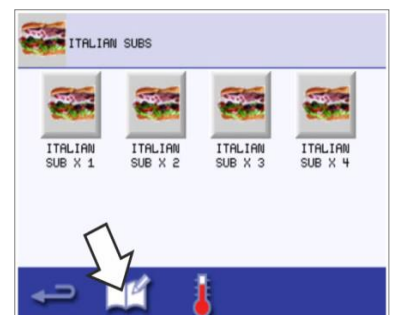 ITALIAN SUBS
ITALIAN SUB X 1
ITALIAN SUB X 2
ITALIAN SUB X 3
ITALIAN SUB X 4